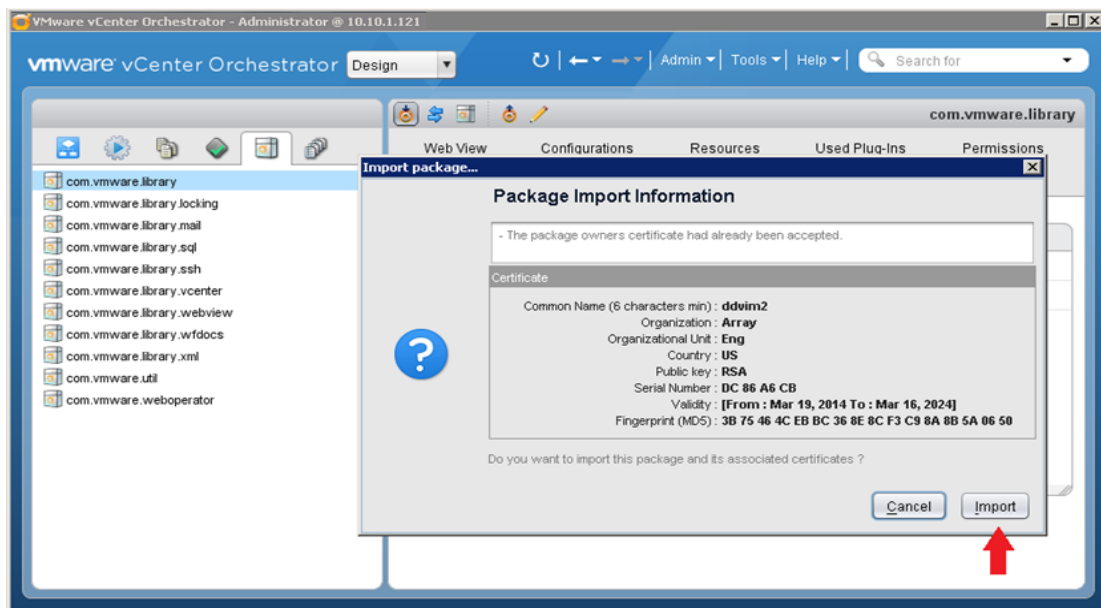 VMware vCenter Orchestrator - Administrator @ 10.10.1.121
vmware vCenter Orchestrator Design Admin Tools Help Search for
com.vmware.library
Web View Configurations Resources Used Plug-Ins Permissions
com.vmware.library
com.vmware.library.locking
com.vmware.library.mail
com.vmware.library.sql
com.vmware.library.ssh
com.vmware.library.vcenter
com.vmware.library.webview
com.vmware.library.wfdocs
com.vmware.library.xml
com.vmware.util
com.vmware.weboperator
Import package...
Package Import Information
- The package owners certificate had already been accepted.
Certificate
Common Name (6 characters min) : ddvim2
Organization : Array
Organizational Unit : Eng
Country : US
Public key : RSA
Serial Number : DC 86 A6 CB
Validity : [From : Mar 19, 2014 To : Mar 16, 2024]
Fingerprint (MD5) : 3B 75 46 4C EB BC 36 8E 8C F3 C9 8A 8B 5A 06 50
Do you want to import this package and its associated certificates ?
Cancel Import